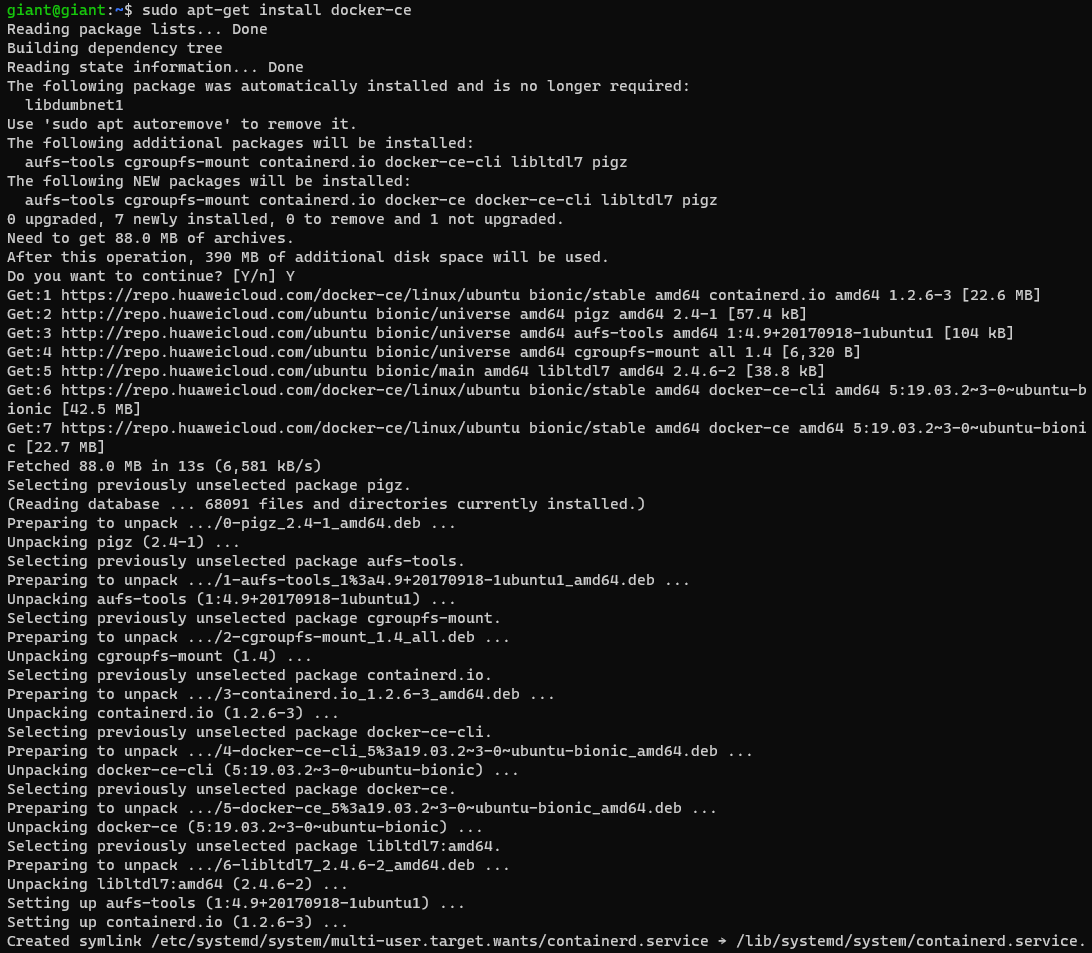 giant@giant:~$ sudo apt-get install docker-ce
Reading package lists... Done
Building dependency tree
Reading state information... Done
The following package was automatically installed and is no longer required:
  libdumbnet1
Use 'sudo apt autoremove' to remove it.
The following additional packages will be installed:
  aufs-tools cgroupfs-mount containerd.io docker-ce-cli libltdl7 pigz
The following NEW packages will be installed:
  aufs-tools cgroupfs-mount containerd.io docker-ce docker-ce-cli libltdl7 pigz
0 upgraded, 7 newly installed, 0 to remove and 1 not upgraded.
Need to get 88.0 MB of archives.
After this operation, 390 MB of additional disk space will be used.
Do you want to continue? [Y/n] Y
Get:1 https://repo.huaweicloud.com/docker-ce/linux/ubuntu bionic/stable amd64 containerd.io amd64 1.2.6-3 [22.6 MB]
Get:2 http://repo.huaweicloud.com/ubuntu bionic/universe amd64 pigz amd64 2.4-1 [57.4 kB]
Get:3 http://repo.huaweicloud.com/ubuntu bionic/universe amd64 aufs-tools amd64 1:4.9+20170918-1ubuntu1 [104 kB]
Get:4 http://repo.huaweicloud.com/ubuntu bionic/universe amd64 cgroupfs-mount all 1.4 [6,320 B]
Get:5 http://repo.huaweicloud.com/ubuntu bionic/main amd64 libltdl7 amd64 2.4.6-2 [38.8 kB]
Get:6 https://repo.huaweicloud.com/docker-ce/linux/ubuntu bionic/stable amd64 docker-ce-cli amd64 5:19.03.2~3-0~ubuntu-b
ionic [42.5 MB]
Get:7 https://repo.huaweicloud.com/docker-ce/linux/ubuntu bionic/stable amd64 docker-ce amd64 5:19.03.2~3-0~ubuntu-bioni
c [22.7 MB]
Fetched 88.0 MB in 13s (6,581 kB/s)
Selecting previously unselected package pigz.
(Reading database ... 68091 files and directories currently installed.)
Preparing to unpack .../0-pigz_2.4-1_amd64.deb ...
Unpacking pigz (2.4-1) ...
Selecting previously unselected package aufs-tools.
Preparing to unpack .../1-aufs-tools_1%3a4.9+20170918-1ubuntu1_amd64.deb ...
Unpacking aufs-tools (1:4.9+20170918-1ubuntu1) ...
Selecting previously unselected package cgroupfs-mount.
Preparing to unpack .../2-cgroupfs-mount_1.4_all.deb ...
Unpacking cgroupfs-mount (1.4) ...
Selecting previously unselected package containerd.io.
Preparing to unpack .../3-containerd.io_1.2.6-3_amd64.deb ...
Unpacking containerd.io (1.2.6-3) ...
Selecting previously unselected package docker-ce-cli.
Preparing to unpack .../4-docker-ce-cli_5%3a19.03.2~3-0~ubuntu-bionic_amd64.deb ...
Unpacking docker-ce-cli (5:19.03.2~3-0~ubuntu-bionic) ...
Selecting previously unselected package docker-ce.
Preparing to unpack .../5-docker-ce_5%3a19.03.2~3-0~ubuntu-bionic_amd64.deb ...
Unpacking docker-ce (5:19.03.2~3-0~ubuntu-bionic) ...
Selecting previously unselected package libltdl7:amd64.
Preparing to unpack .../6-libltdl7_2.4.6-2_amd64.deb ...
Unpacking libltdl7:amd64 (2.4.6-2) ...
Setting up aufs-tools (1:4.9+20170918-1ubuntu1) ...
Setting up containerd.io (1.2.6-3) ...
Created symlink /etc/systemd/system/multi-user.target.wants/containerd.service → /lib/systemd/system/containerd.service.